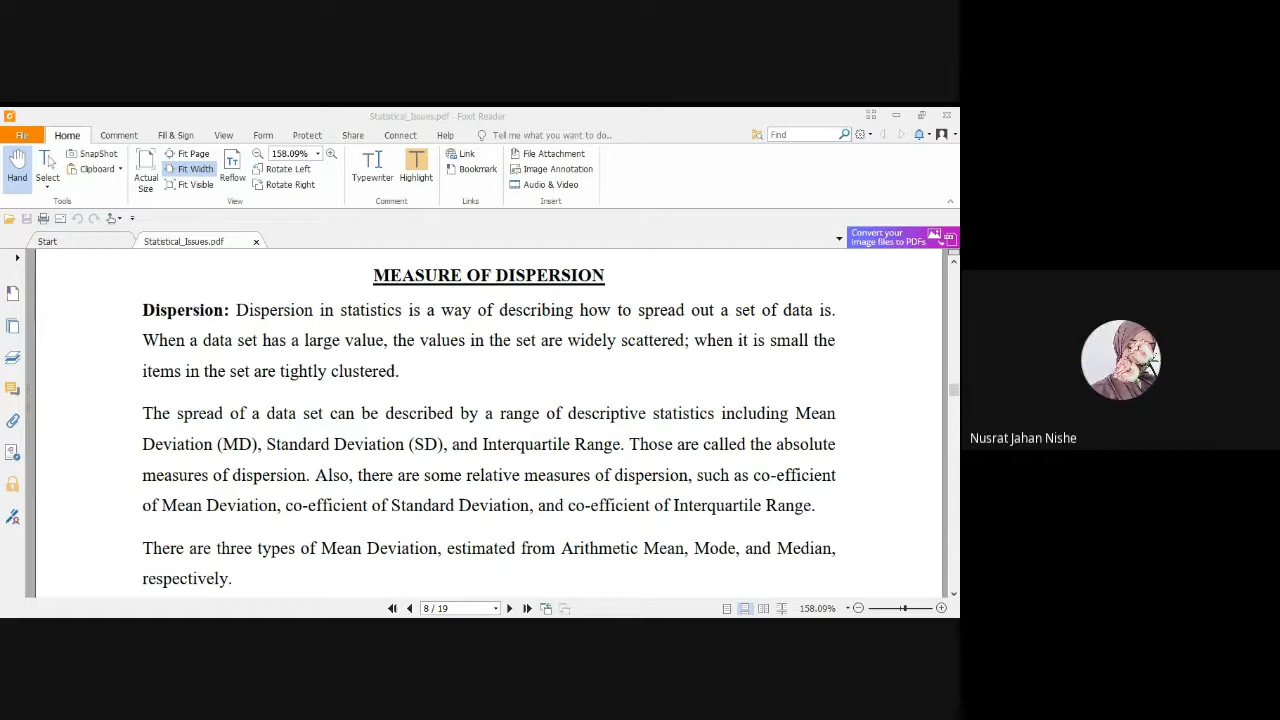 Statistical_Issues.pdf - Foxit Reader
File Home Comment Fill & Sign View Form Protect Share Connect Help Tell me what you want to do.. Find
Hand
Select
SnapShot
Clipboard
Tools
Actual
Size
Fit Page
Fit Width
Fit Visible
Reflow
158.09%
Rotate Left
Rotate Right
View
Typewriter
Highlight
Comment
Link
Bookmark
Links
File Attachment
Image Annotation
Audio & Video
Insert
Start
Statistical_Issues.pdf
Convert your
image files to PDFs
MEASURE OF DISPERSION
Dispersion: Dispersion in statistics is a way of describing how to spread out a set of data is.
When a data set has a large value, the values in the set are widely scattered; when it is small the
items in the set are tightly clustered.
The spread of a data set can be described by a range of descriptive statistics including Mean
Deviation (MD), Standard Deviation (SD), and Interquartile Range. Those are called the absolute
measures of dispersion. Also, there are some relative measures of dispersion, such as co-efficient
of Mean Deviation, co-efficient of Standard Deviation, and co-efficient of Interquartile Range.
There are three types of Mean Deviation, estimated from Arithmetic Mean, Mode, and Median,
respectively.
8 / 19
158.09%
Nusrat Jahan Nishe